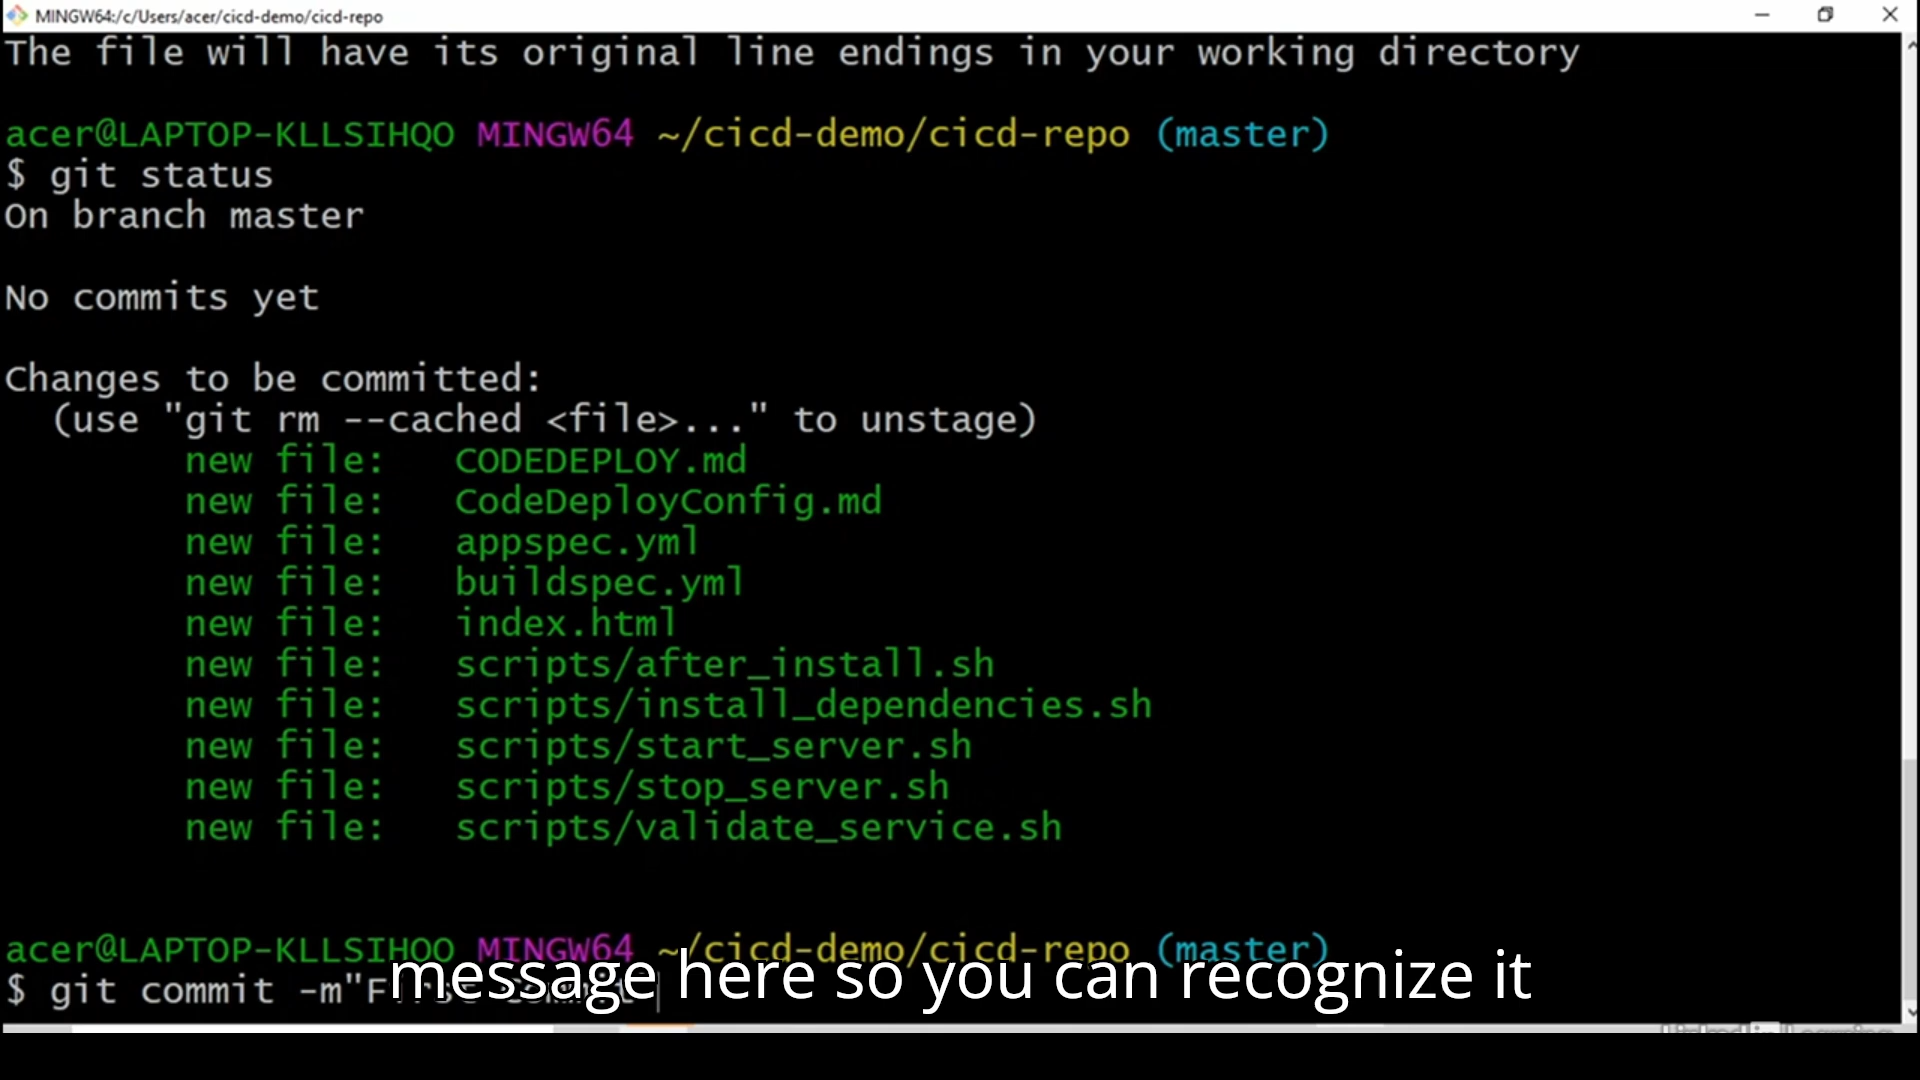 MINGW64:/c/Users/acer/cicd-demo/cicd-repo
The file will have its original line endings in your working directory
acer@LAPTOP-KLLSIHQO MINGW64 ~/cicd-demo/cicd-repo (master)
$ git status
On branch master
No commits yet
Changes to be committed:
(use "git rm --cached <file>..." to unstage)
new file: CODEDEPLOY.md
new file: CodeDeployConfig.md
new file: appspec.yml
new file: buildspec.yml
new file: index.html
new file: scripts/after_install.sh
new file: scripts/install_dependencies.sh
new file: scripts/start_server.sh
new file: scripts/stop_server.sh
new file: scripts/validate_service.sh
acer@LAPTOP-KLLSIHQO MINGW64 ~/cicd-demo/cicd-repo (master)
$ git commit -m"First
message here so you can recognize it